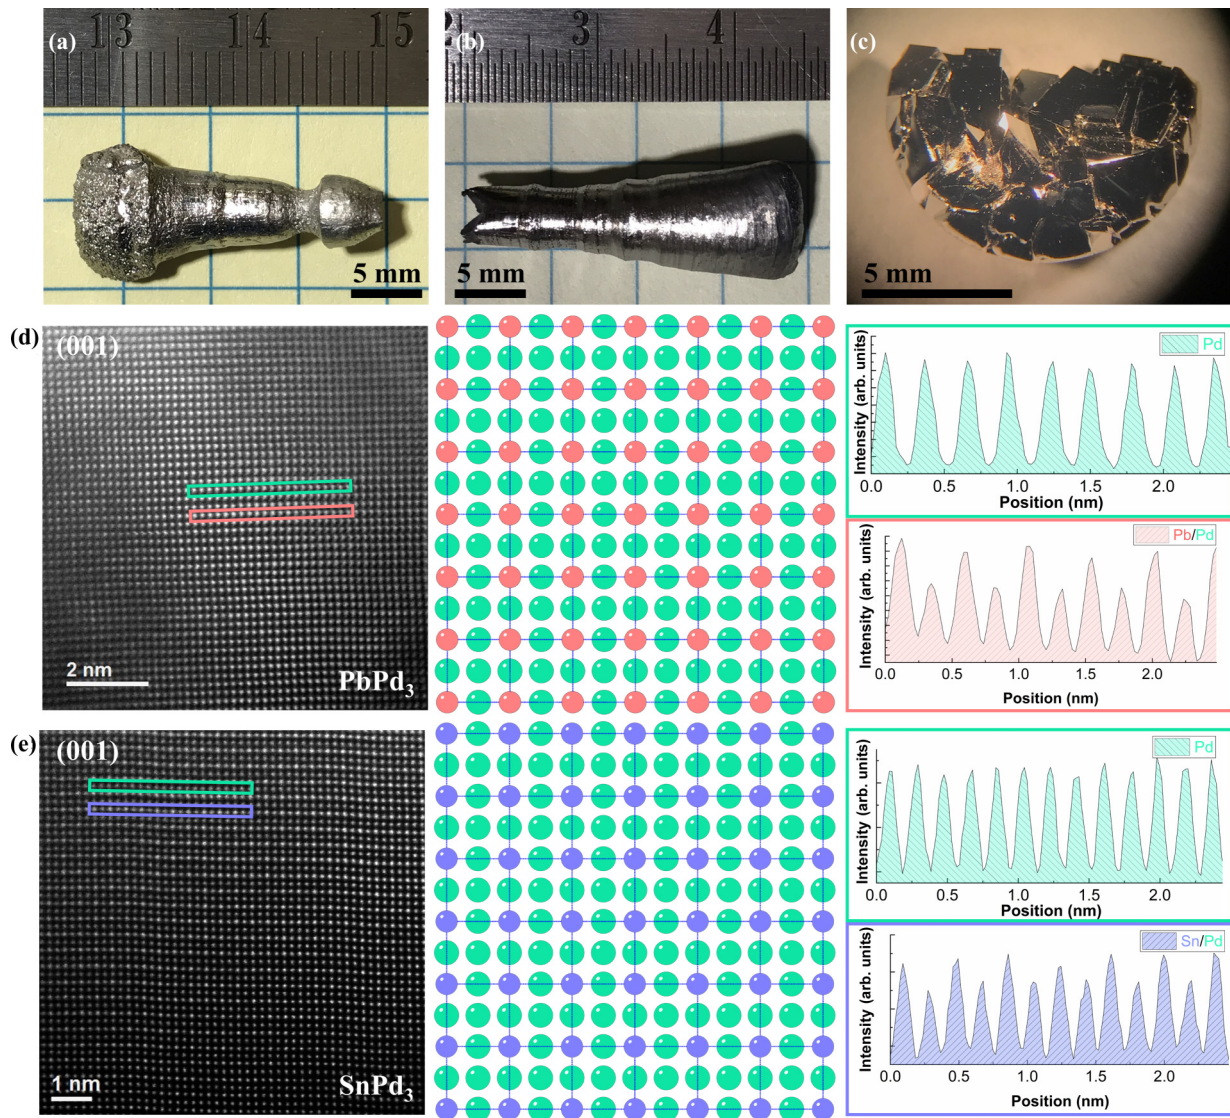 (a)
13 14 15
5 mm
(b)
2 3 4
5 mm
(c)
5 mm
(d)
(001)
2 nm
PbPd3
Intensity (arb. units)
Pd
0.0 0.5 1.0 1.5 2.0
Position (nm)
Intensity (arb. units)
Pb/Pd
0.0 0.5 1.0 1.5 2.0
Position (nm)
(e)
(001)
1 nm
SnPd3
Intensity (arb. units)
Pd
0.0 0.5 1.0 1.5 2.0
Position (nm)
Intensity (arb. units)
Sn/Pd
0.0 0.5 1.0 1.5 2.0
Position (nm)